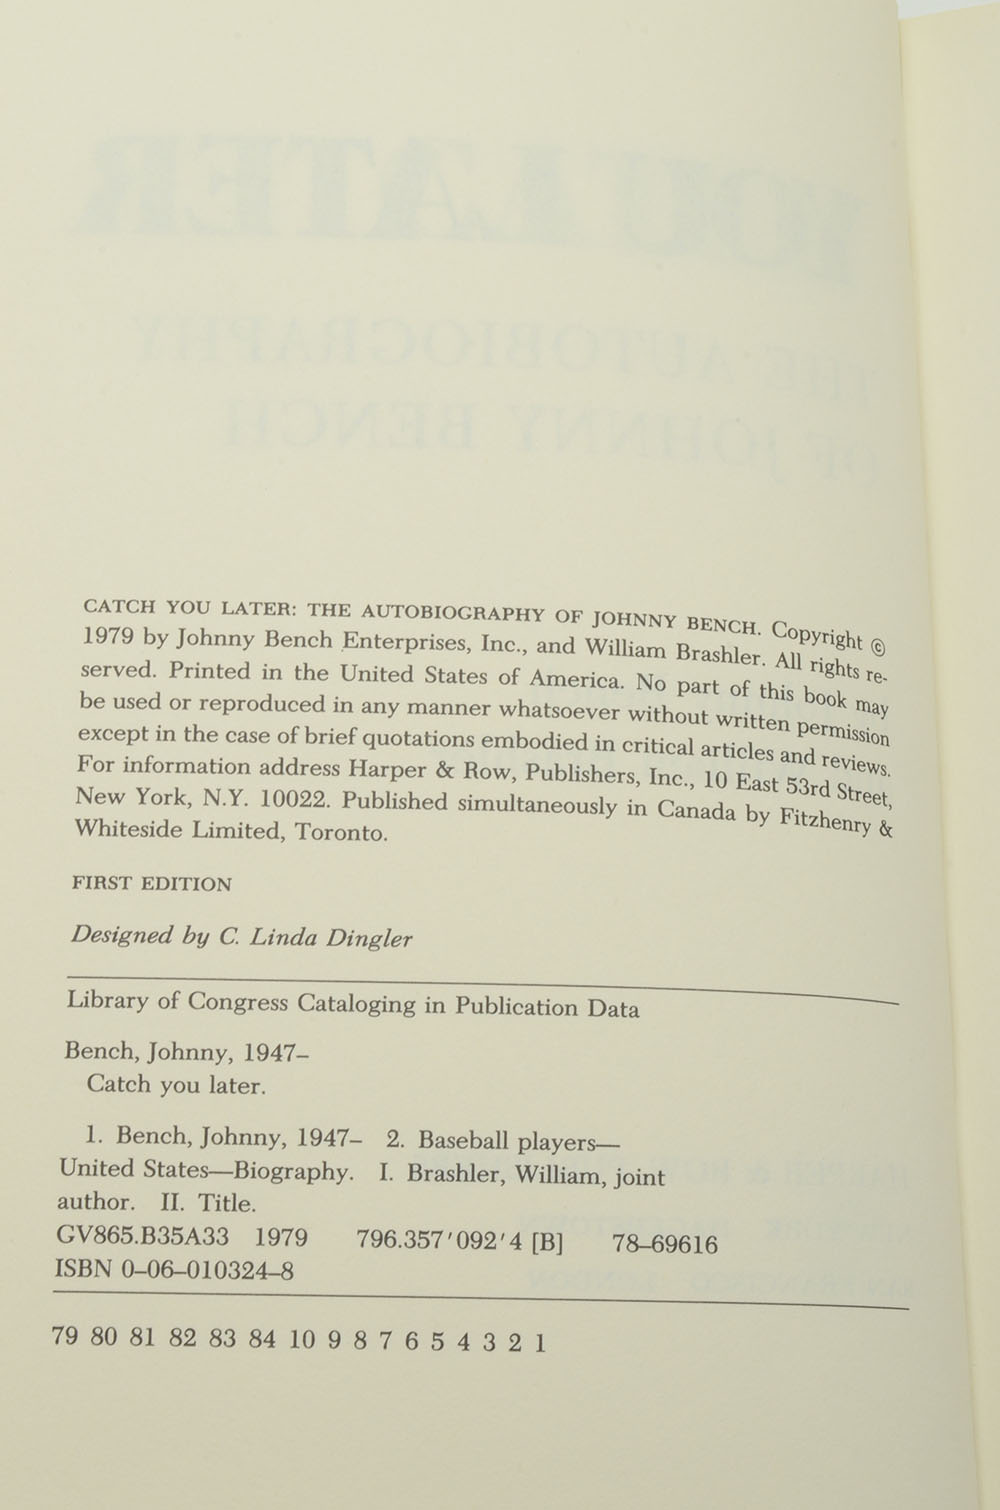 CATCH YOU LATER: THE AUTOBIOGRAPHY OF JOHNNY BENCH. Copyright ©
1979 by Johnny Bench Enterprises, Inc., and William Brashler. All rights re-
served. Printed in the United States of America. No part of this book may
be used or reproduced in any manner whatsoever without written permission
except in the case of brief quotations embodied in critical articles and reviews.
For information address Harper & Row, Publishers, Inc., 10 East 53rd Street,
New York, N.Y. 10022. Published simultaneously in Canada by Fitzhenry &
Whiteside Limited, Toronto.
FIRST EDITION
Designed by C. Linda Dingler
Library of Congress Cataloging in Publication Data
Bench, Johnny, 1947–
Catch you later.
1. Bench, Johnny, 1947– 2. Baseball players—
United States—Biography. I. Brashler, William, joint
author. II. Title.
GV865.B35A33 1979 796.357'092'4 [B] 78–69616
ISBN 0–06–010324–8
79 80 81 82 83 84 10 9 8 7 6 5 4 3 2 1